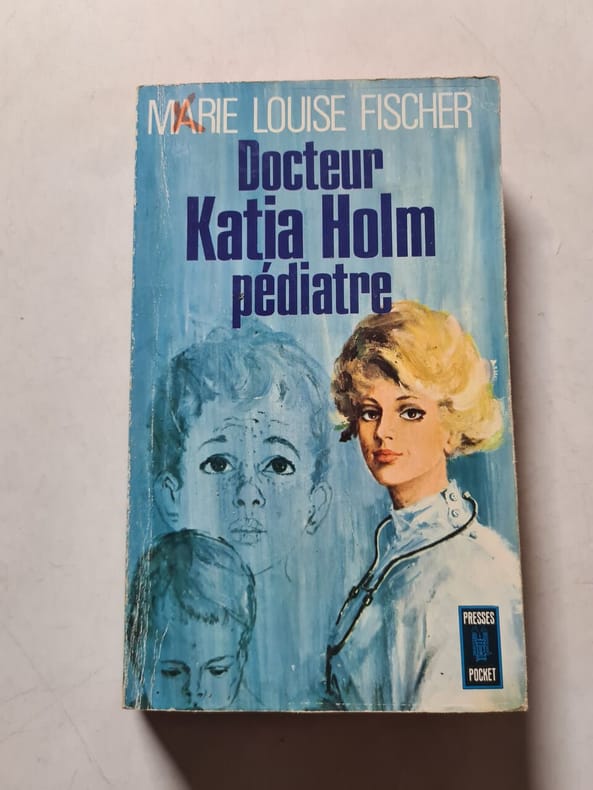 MARIE LOUISE FISCHER
Docteur
Katia Holm
pédiatre
PRESSES
POCKET